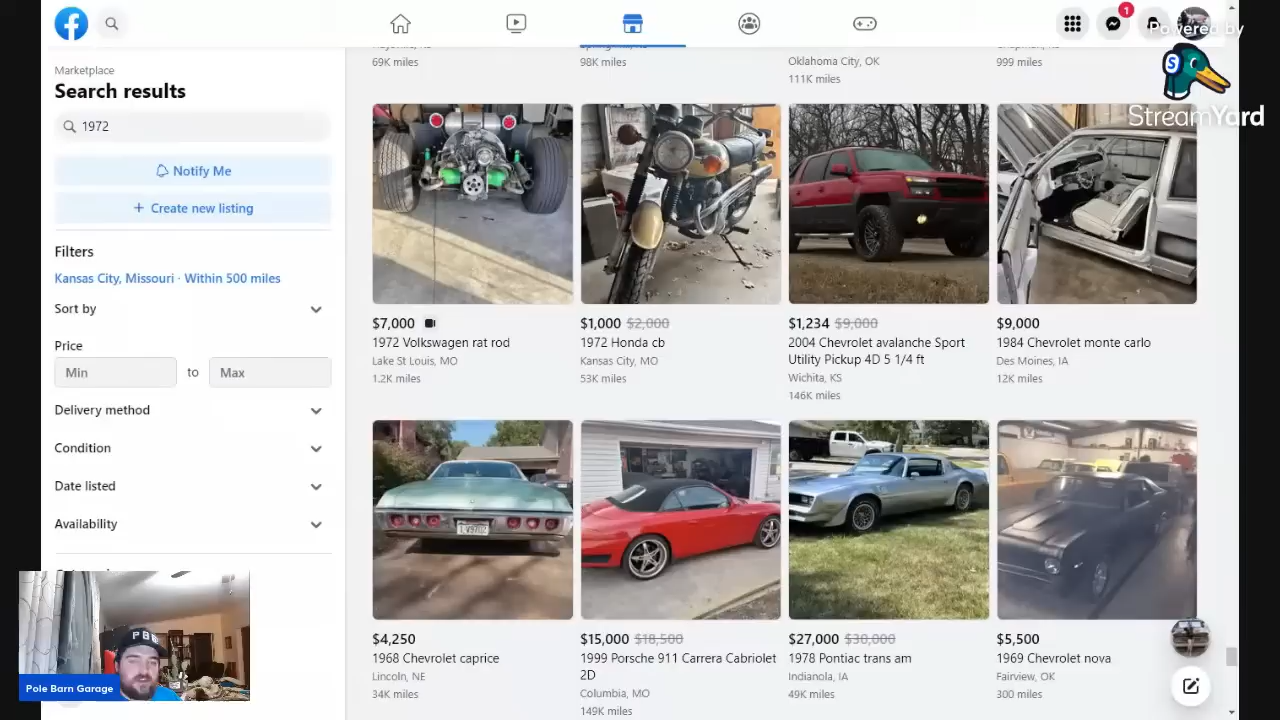 1
Powered by
S
StreamYard
Marketplace
Search results
1972
Notify Me
+ Create new listing
Filters
Kansas City, Missouri · Within 500 miles
Sort by
Price
Min
to
Max
Delivery method
Condition
Date listed
Availability
69K miles
98K miles
Oklahoma City, OK
111K miles
999 miles
$7,000
1972 Volkswagen rat rod
Lake St Louis, MO
1.2K miles
$1,000 $2,000
1972 Honda cb
Kansas City, MO
53K miles
$1,234 $9,000
2004 Chevrolet avalanche Sport
Utility Pickup 4D 5 1/4 ft
Wichita, KS
146K miles
$9,000
1984 Chevrolet monte carlo
Des Moines, IA
12K miles
$4,250
1968 Chevrolet caprice
Lincoln, NE
34K miles
$15,000 $18,500
1999 Porsche 911 Carrera Cabriolet
2D
Columbia, MO
149K miles
$27,000 $30,000
1978 Pontiac trans am
Indianola, IA
49K miles
$5,500
1969 Chevrolet nova
Fairview, OK
300 miles
Pole Barn Garage